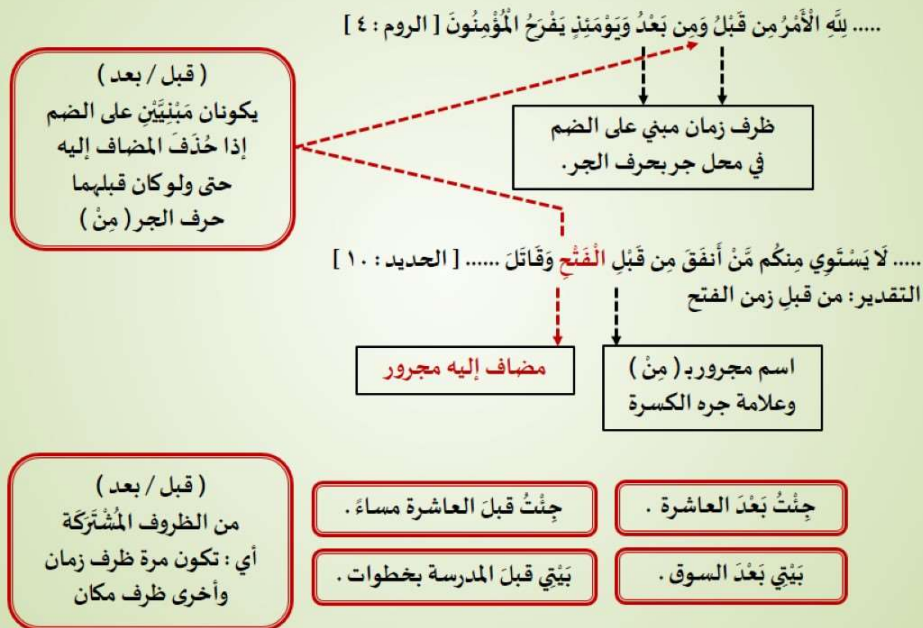 ..... لِلَّهِ الْأَمْرُ مِن قَبْلُ وَمِن بَعْدُ وَيَوْمَئِذٍ يَفْرَحُ الْمُؤْمِنُونَ [ الروم : ٤ ]
( قبل / بعد )
يكونان مَبْنِيَّيْنِ على الضم
إذا حُذَفَ المضاف إليه
حتى ولو كان قبلهما
حرف الجر ( مِنْ )
ظرف زمان مبني على الضم
في محل جر بحرف الجر .
..... لَا يَسْتَوِي مِنكُم مَّنْ أَنفَقَ مِن قَبْلِ الْفَتْحِ وَقَاتَلَ ...... [ الحديد : ١٠ ]
التقدير : من قبلِ زمن الفتح
اسم مجرور بـ ( مِنْ )
وعلامة جره الكسرة
مضاف إليه مجرور
( قبل / بعد )
من الظروف المُشْتَرَكَة
أي : تكون مرة ظرف زمان
وأخرى ظرف مكان
جِئْتُ بَعْدَ العاشرة .
جِئْتُ قبلَ العاشرة مساءً .
بَيْتِي بَعْدَ السوق .
بَيْتِي قبلَ المدرسة بخطوات .